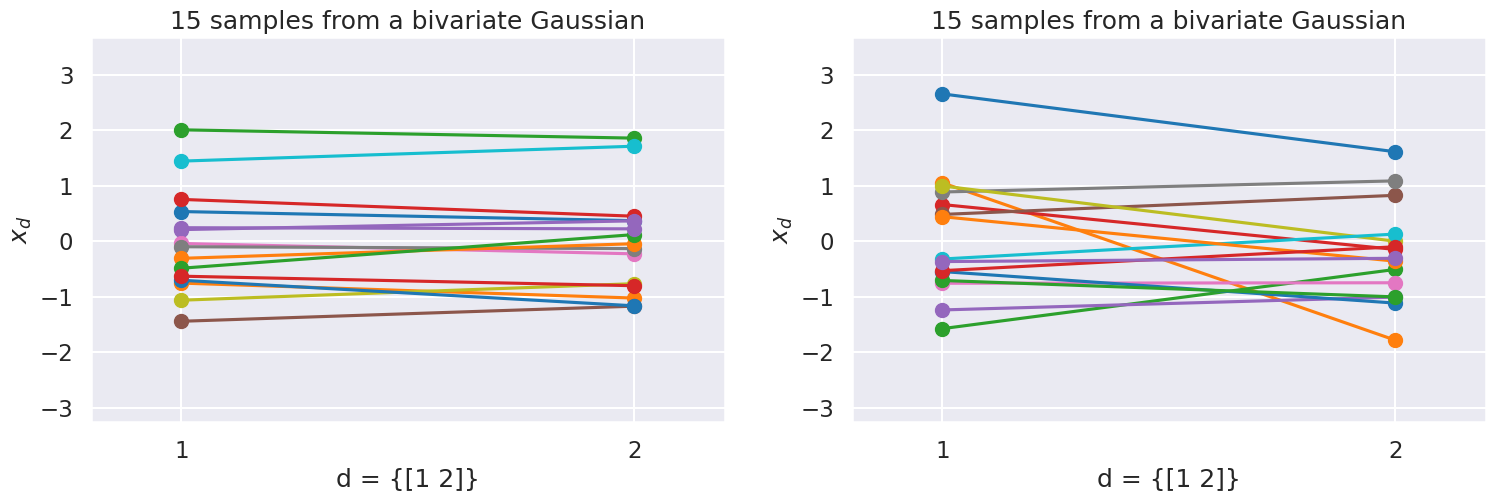 15 samples from a bivariate Gaussian
3
2
1
0
−1
−2
−3
x_d
1 2
d = {[1 2]}
15 samples from a bivariate Gaussian
3
2
1
0
−1
−2
−3
x_d
1 2
d = {[1 2]}